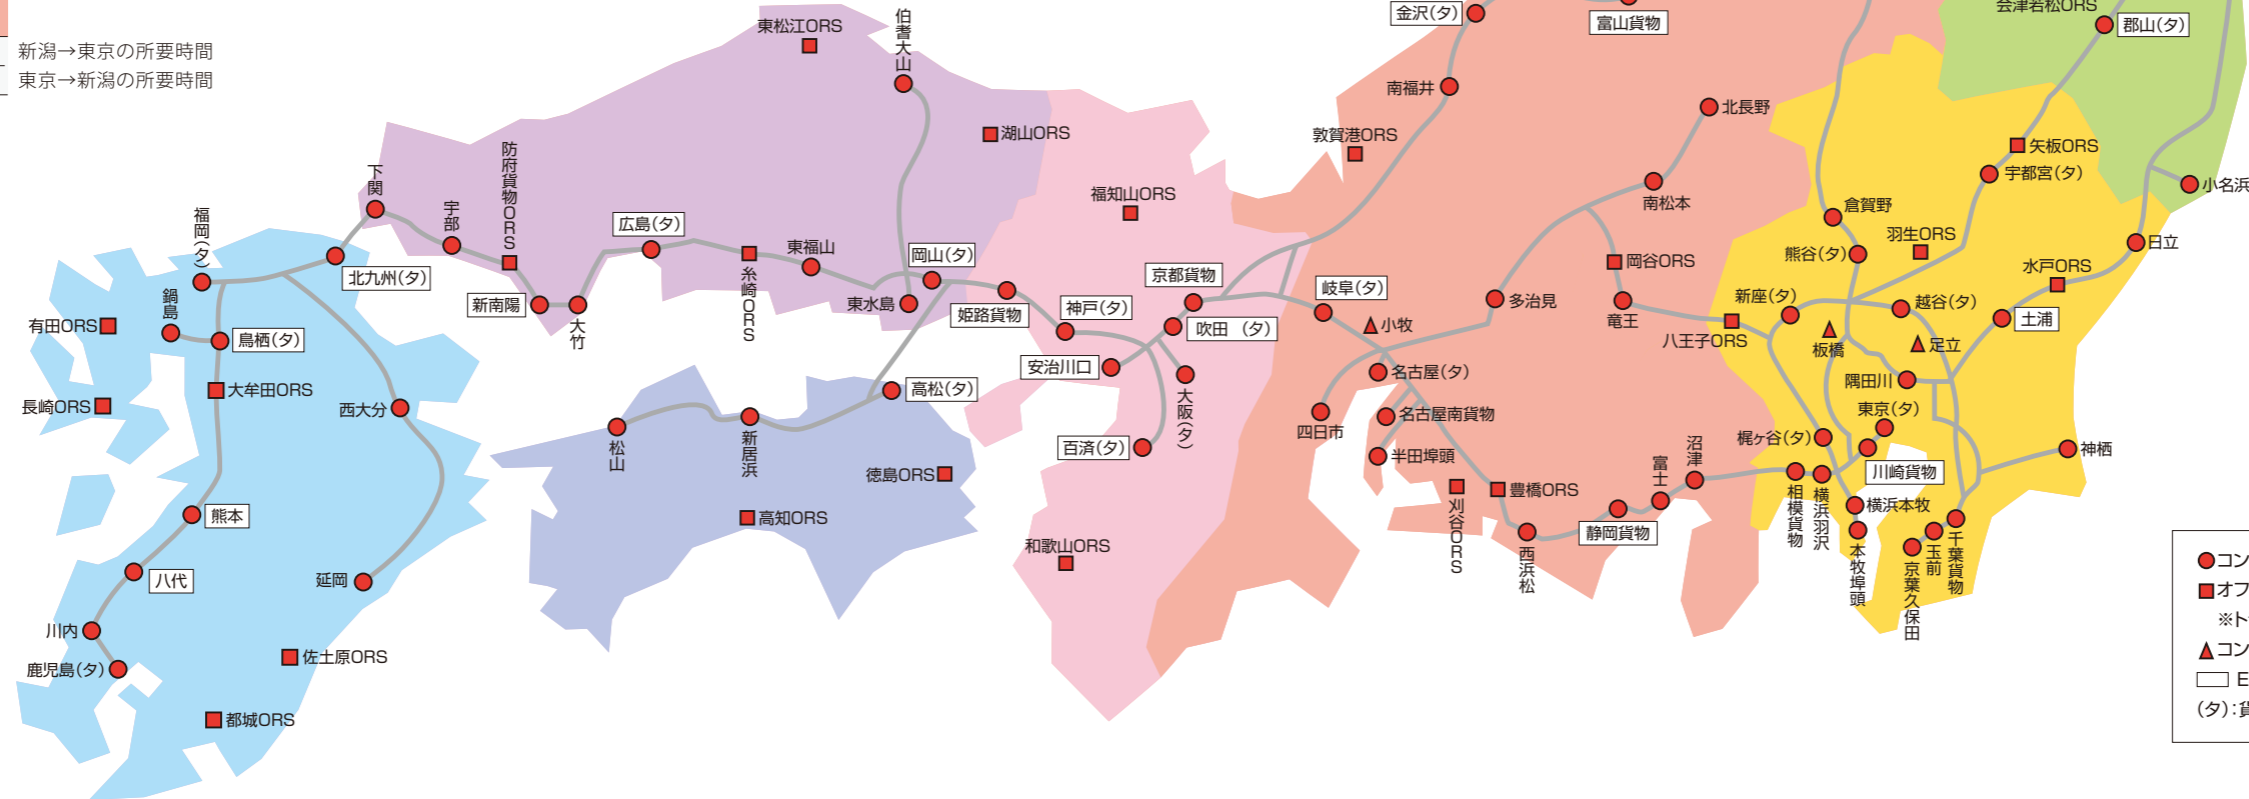 新潟→東京の所要時間
東京→新潟の所要時間
東松江ORS
伯耆大山
湖山ORS
下関
宇部
防府貨物ORS
新南陽
大竹
広島(タ)
糸崎ORS
東福山
岡山(タ)
東水島
福岡(タ)
北九州(タ)
鍋島
鳥栖(タ)
有田ORS
長崎ORS
大牟田ORS
西大分
熊本
八代
延岡
川内
鹿児島(タ)
佐土原ORS
都城ORS
松山
新居浜
高松(タ)
徳島ORS
高知ORS
福知山ORS
姫路貨物
神戸(タ)
京都貨物
吹田 (タ)
安治川口
大阪(タ)
百済(タ)
和歌山ORS
金沢(タ)
富山貨物
南福井
敦賀港ORS
北長野
南松本
岡谷ORS
竜王
多治見
岐阜(タ)
小牧
名古屋(タ)
四日市
名古屋南貨物
半田埠頭
刈谷ORS
豊橋ORS
西浜松
静岡貨物
富士
沼津
会津若松ORS
郡山(タ)
小名浜
矢板ORS
宇都宮(タ)
倉賀野
熊谷(タ)
羽生ORS
日立
水戸ORS
新座(タ)
越谷(タ)
土浦
八王子ORS
板橋
足立
隅田川
東京(タ)
梶ヶ谷(タ)
川崎貨物
神栖
相模貨物
横浜羽沢
横浜本牧
本牧埠頭
千葉貨物
玉前
京葉久保田
コン
オフ
※ト
コン
E
(タ):貨